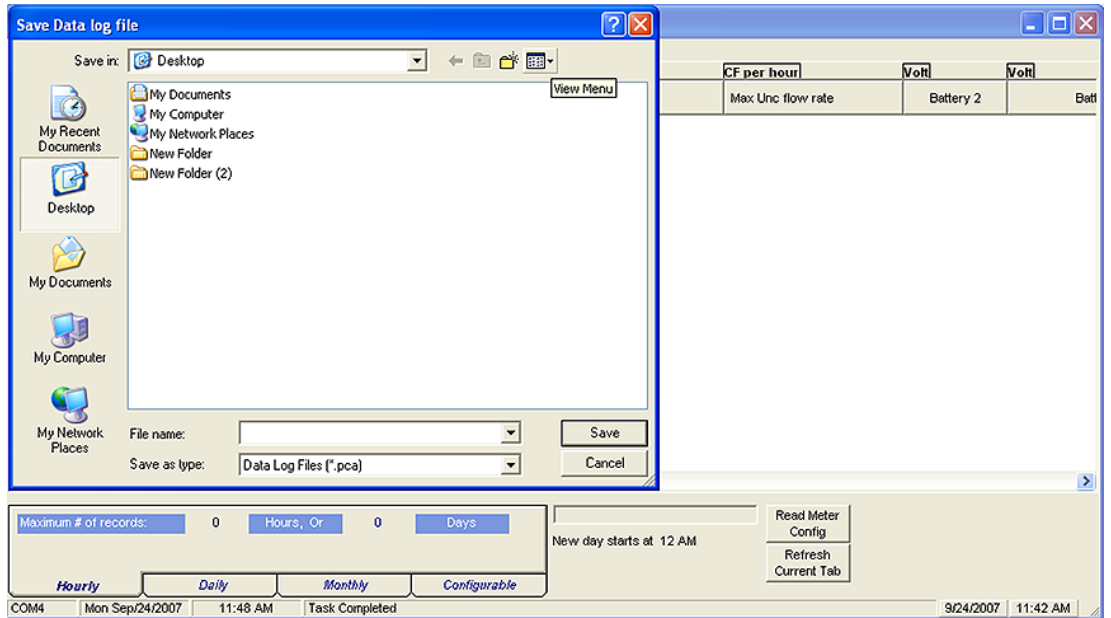 Save Data log file
Save in:
Desktop
View Menu
My Recent
Documents
Desktop
My Documents
My Computer
My Network
Places
My Documents
My Computer
My Network Places
New Folder
New Folder (2)
File name:
Save
Save as type:
Data Log Files (*.pca)
Cancel
CF per hour
Volt
Volt
Max Unc flow rate
Battery 2
Batt
Maximum # of records:
0
Hours, Or
0
Days
New day starts at 12 AM
Read Meter
Config
Refresh
Current Tab
Hourly
Daily
Monthly
Configurable
COM4
Mon Sep/24/2007
11:48 AM
Task Completed
9/24/2007
11:42 AM